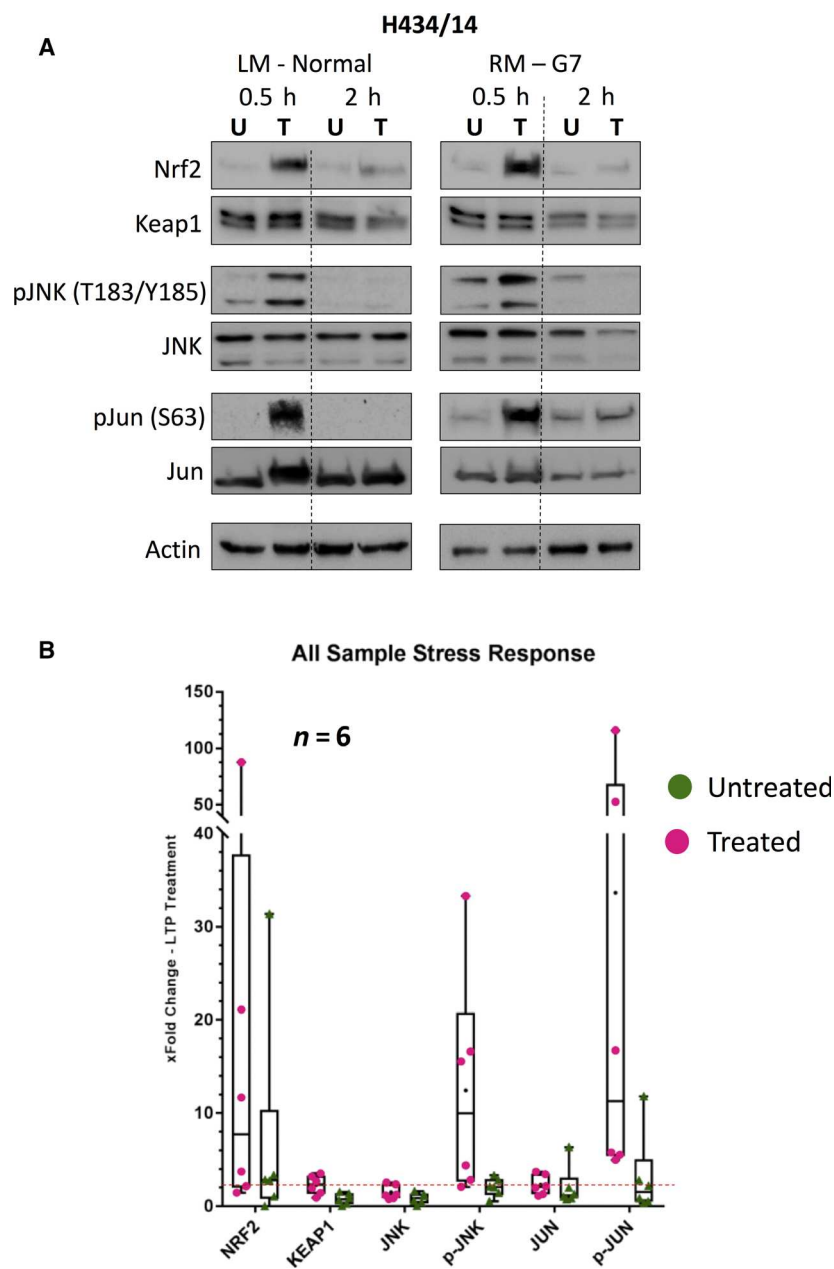 H434/14
A
LM - Normal RM – G7
0.5 h 2 h 0.5 h 2 h
U T U T U T U T
Nrf2
Keap1
pJNK (T183/Y185)
JNK
pJun (S63)
Jun
Actin
B
All Sample Stress Response
n = 6
xFold Change - LTP Treatment
150
100
50
40
30
20
10
0
Untreated
Treated
NRF2 KEAP1 JNK p-JNK JUN p-JUN